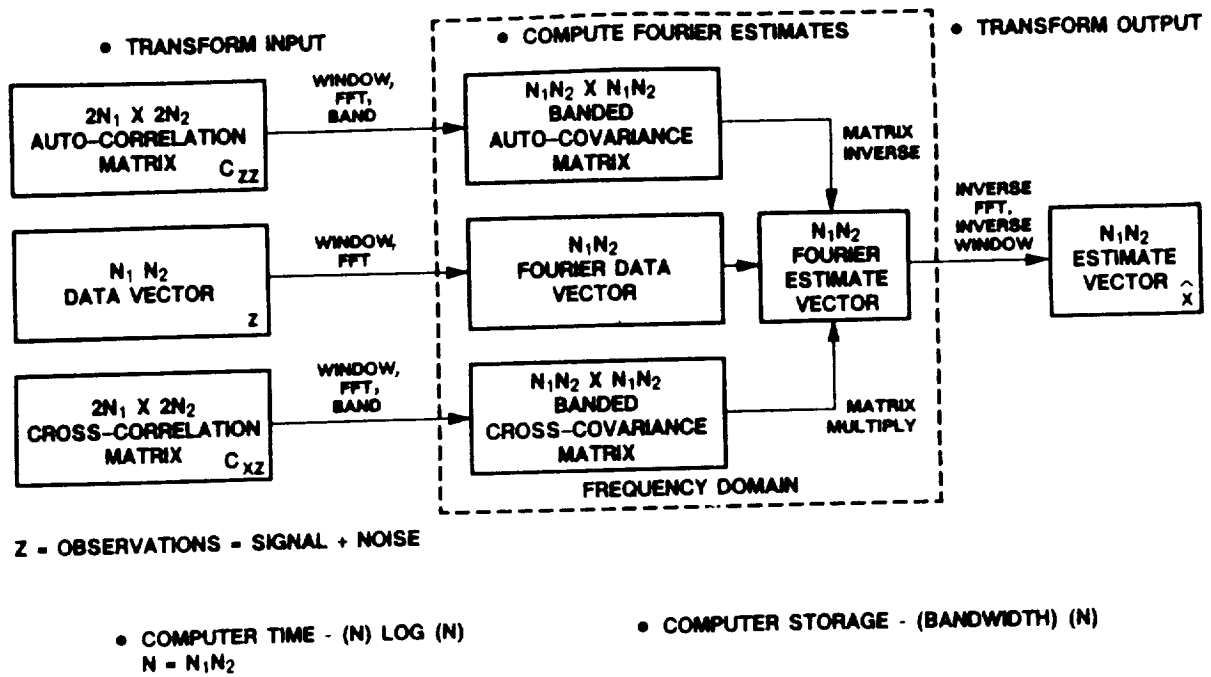 ● TRANSFORM INPUT
● COMPUTE FOURIER ESTIMATES
● TRANSFORM OUTPUT
2N₁ X 2N₂
AUTO-CORRELATION
MATRIX
C_ZZ
WINDOW,
FFT,
BAND
N₁N₂ X N₁N₂
BANDED
AUTO-COVARIANCE
MATRIX
MATRIX
INVERSE
N₁ N₂
DATA VECTOR
Z
WINDOW,
FFT
N₁N₂
FOURIER DATA
VECTOR
N₁N₂
FOURIER
ESTIMATE
VECTOR
INVERSE
FFT,
INVERSE
WINDOW
N₁N₂
ESTIMATE
VECTOR
x̂
2N₁ X 2N₂
CROSS-CORRELATION
MATRIX
C_XZ
WINDOW,
FFT,
BAND
N₁N₂ X N₁N₂
BANDED
CROSS-COVARIANCE
MATRIX
MATRIX
MULTIPLY
FREQUENCY DOMAIN
Z = OBSERVATIONS = SIGNAL + NOISE
● COMPUTER TIME - (N) LOG (N)
N = N₁N₂
● COMPUTER STORAGE - (BANDWIDTH) (N)